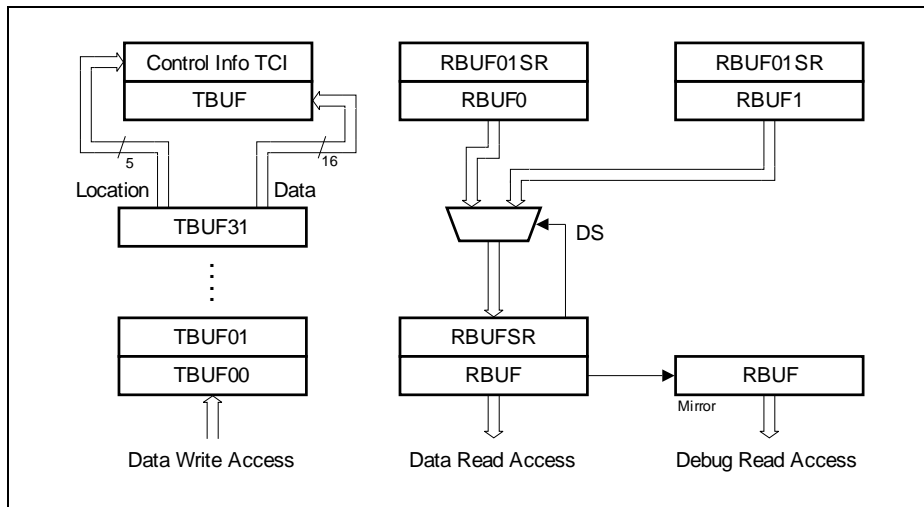 Control Info TCI
TBUF
5
16
Location
Data
TBUF31
TBUF01
TBUF00
Data Write Access
RBUF01SR
RBUF0
RBUF01SR
RBUF1
DS
RBUFSR
RBUF
RBUF
Mirror
Data Read Access
Debug Read Access